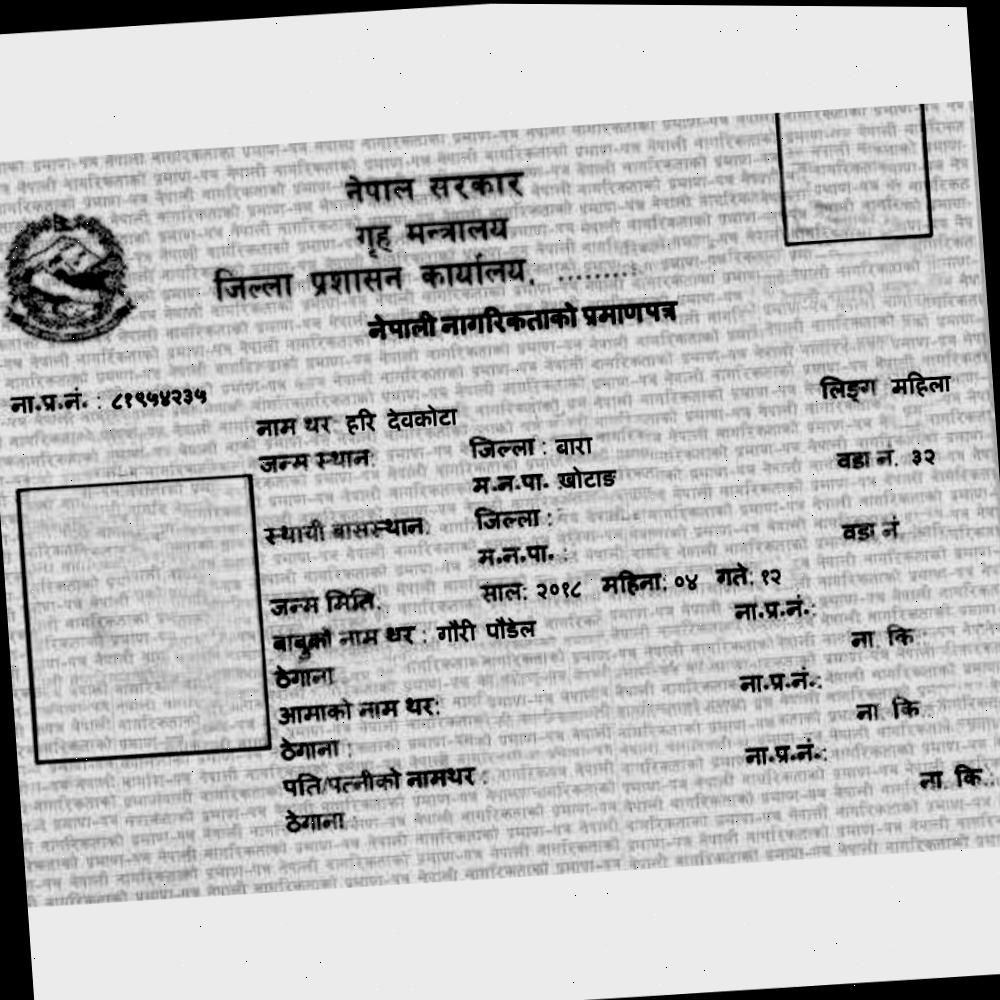 नेपाल सरकार
गृह मन्त्रालय
जिल्ला प्रशासन कार्यालय, ........:
नेपाली नागरिकताको प्रमाणपत्र
ना.प्र.नं. : ८१९५४२३५
लिङ्ग महिला
नाम थर: हरि देवकोटा
जन्म स्थान: जिल्ला : बारा
म.न.पा. ख़ोटाङ वडा नं. ३२
स्थायी बासस्थान: जिल्ला :
म.न.पा. : वडा नं
जन्म मिति: साल: २०१८ महिना: ०४ गते: १२
बाबुको नाम थर : गौरी पौडेल ना.प्र.नं.:
ठेगाना ना. कि :
आमाको नाम थर: ना.प्र.नं.:
ठेगाना : ना. कि :
पति/पत्नीको नामथर : ना.प्र.नं.:
ठेगाना : ना. कि.: